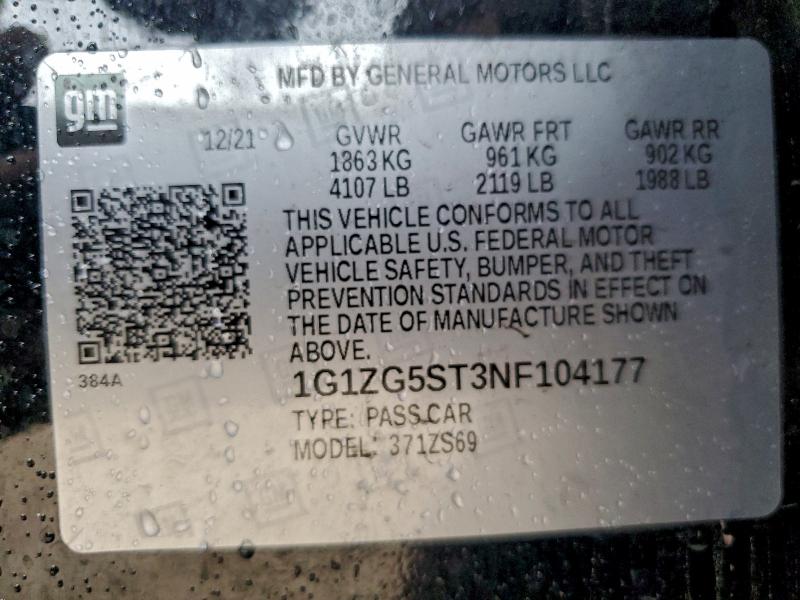 MFD BY GENERAL MOTORS LLC
gm
12/21 GVWR GAWR FRT GAWR RR
1863 KG 961 KG 902 KG
4107 LB 2119 LB 1988 LB
THIS VEHICLE CONFORMS TO ALL
APPLICABLE U.S. FEDERAL MOTOR
VEHICLE SAFETY, BUMPER, AND THEFT
PREVENTION STANDARDS IN EFFECT ON
THE DATE OF MANUFACTURE SHOWN
ABOVE.
384A
1G1ZG5ST3NF104177
TYPE: PASS CAR
MODEL: 371ZS69